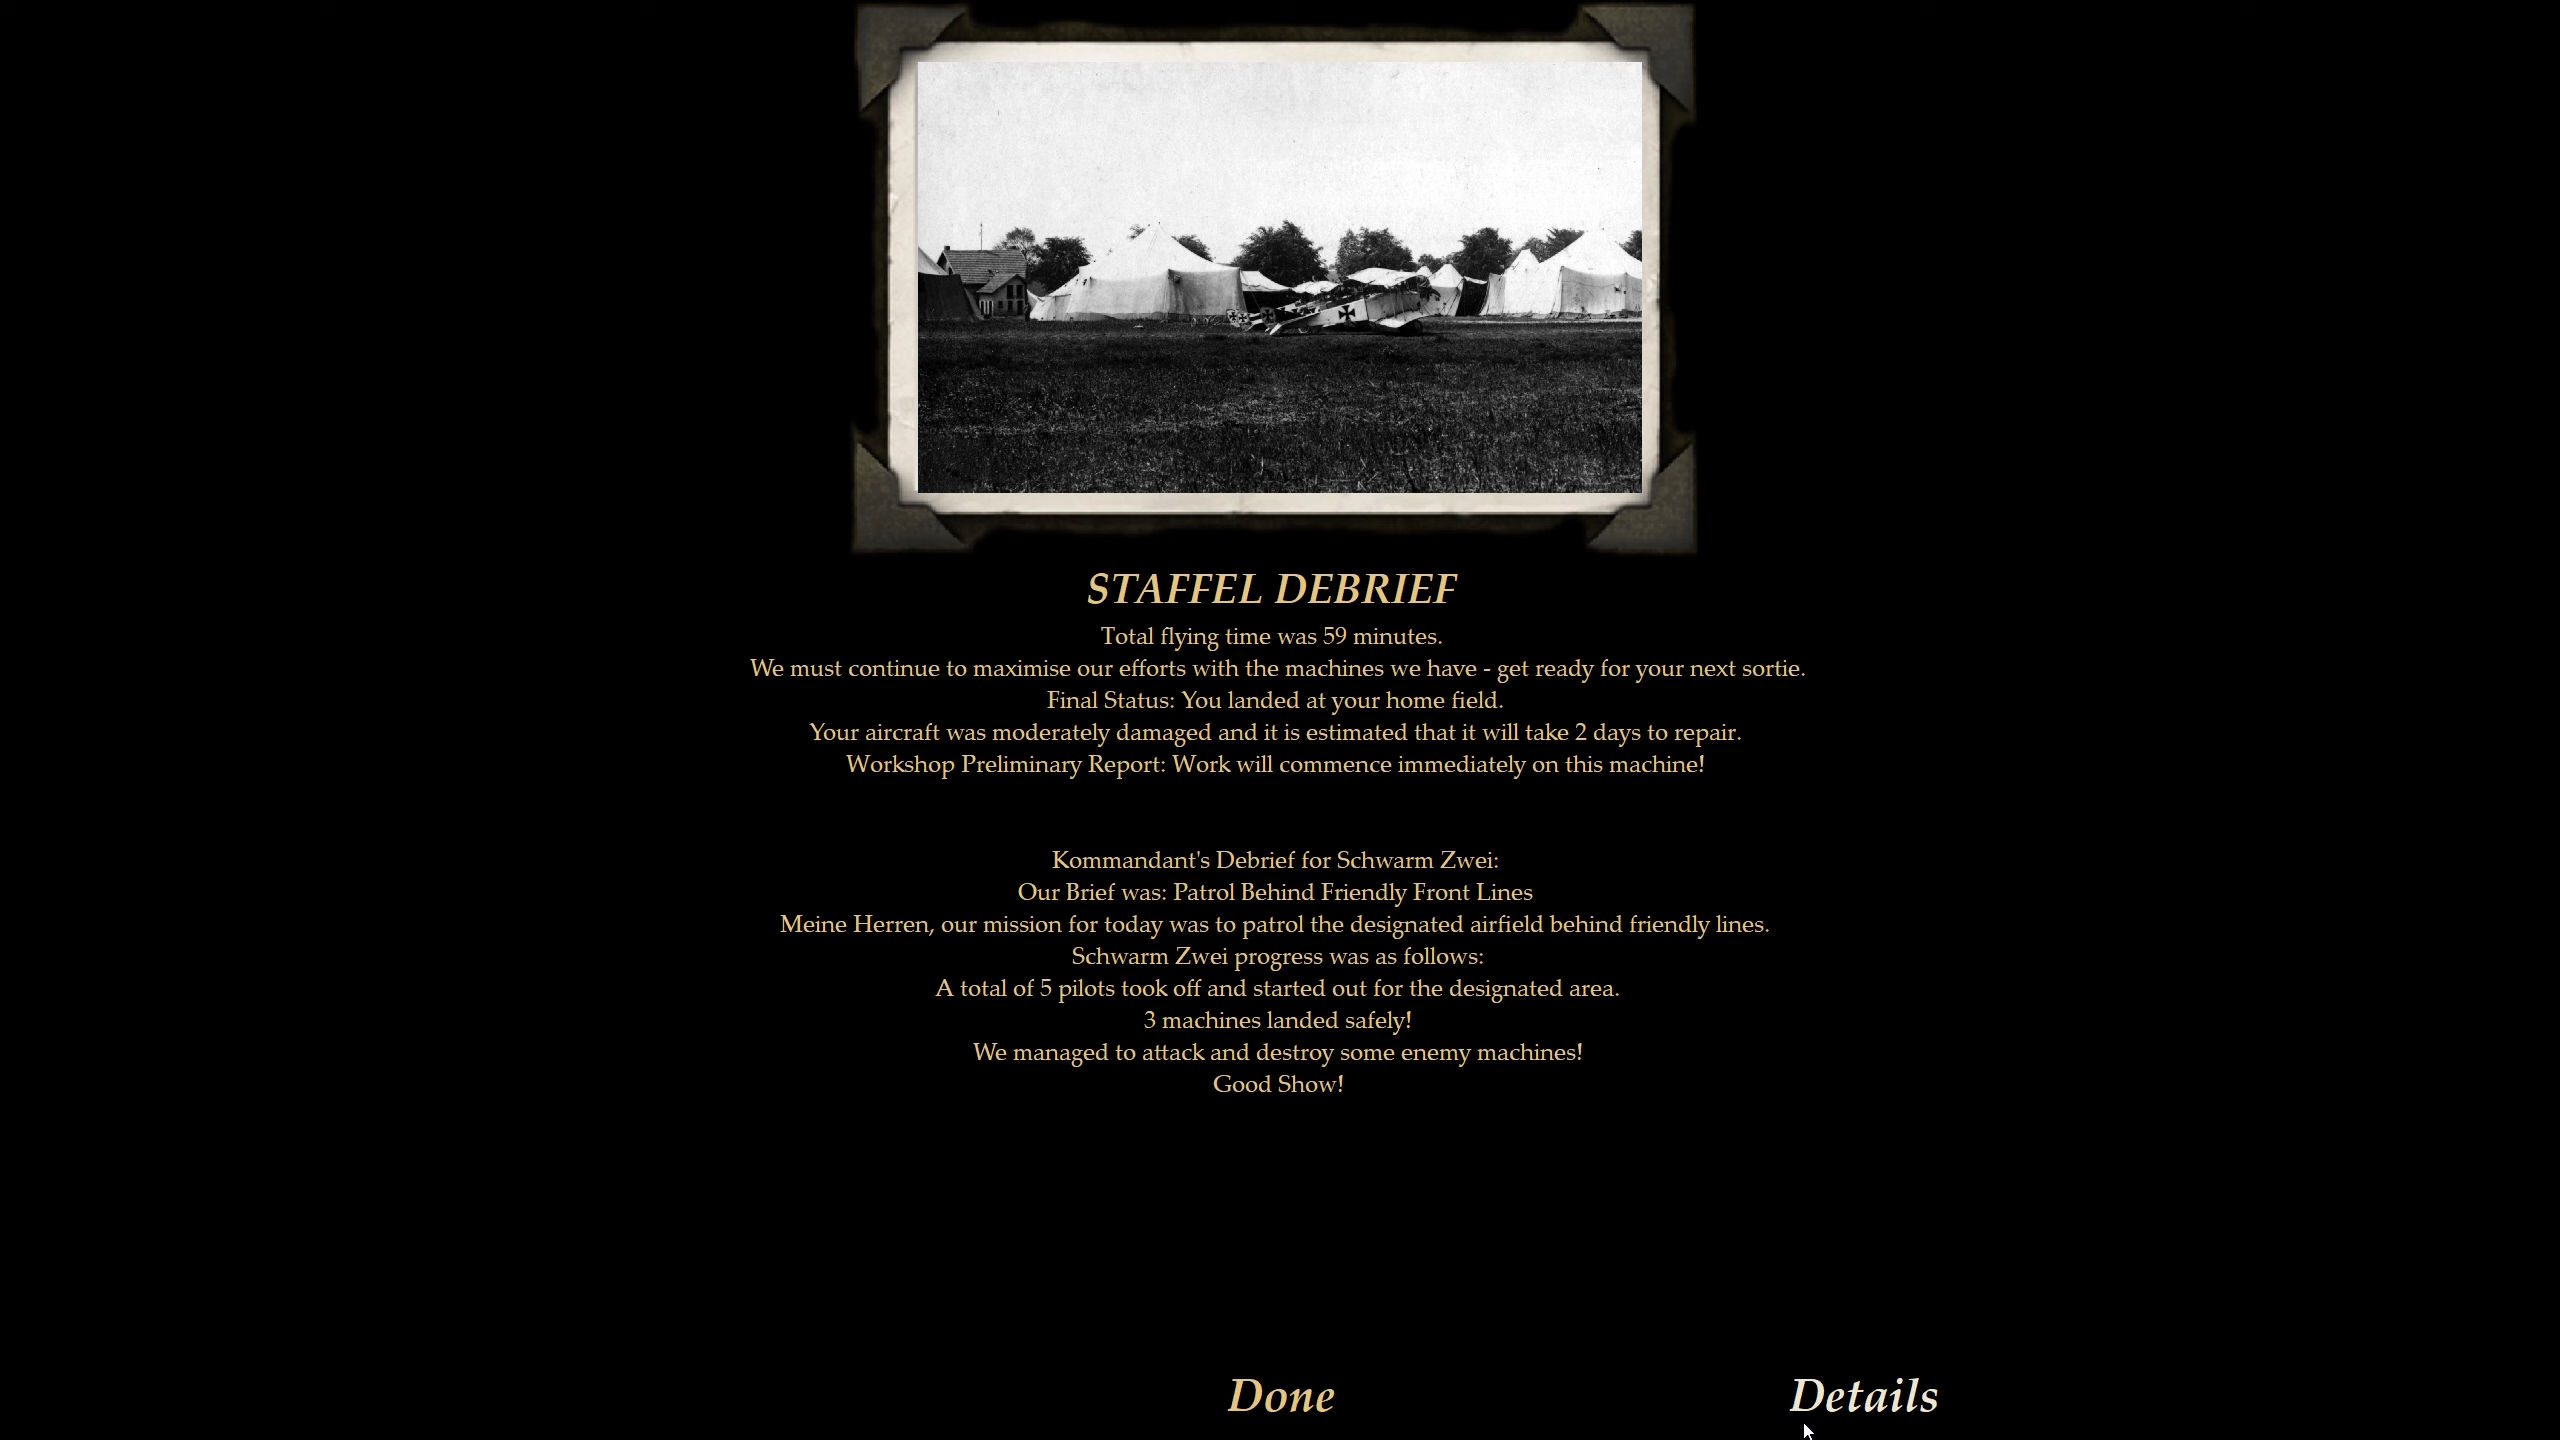 STAFFEL DEBRIEF
Total flying time was 59 minutes.
We must continue to maximise our efforts with the machines we have - get ready for your next sortie.
Final Status: You landed at your home field.
Your aircraft was moderately damaged and it is estimated that it will take 2 days to repair.
Workshop Preliminary Report: Work will commence immediately on this machine!
Kommandant's Debrief for Schwarm Zwei:
Our Brief was: Patrol Behind Friendly Front Lines
Meine Herren, our mission for today was to patrol the designated airfield behind friendly lines.
Schwarm Zwei progress was as follows:
A total of 5 pilots took off and started out for the designated area.
3 machines landed safely!
We managed to attack and destroy some enemy machines!
Good Show!
Done
Details